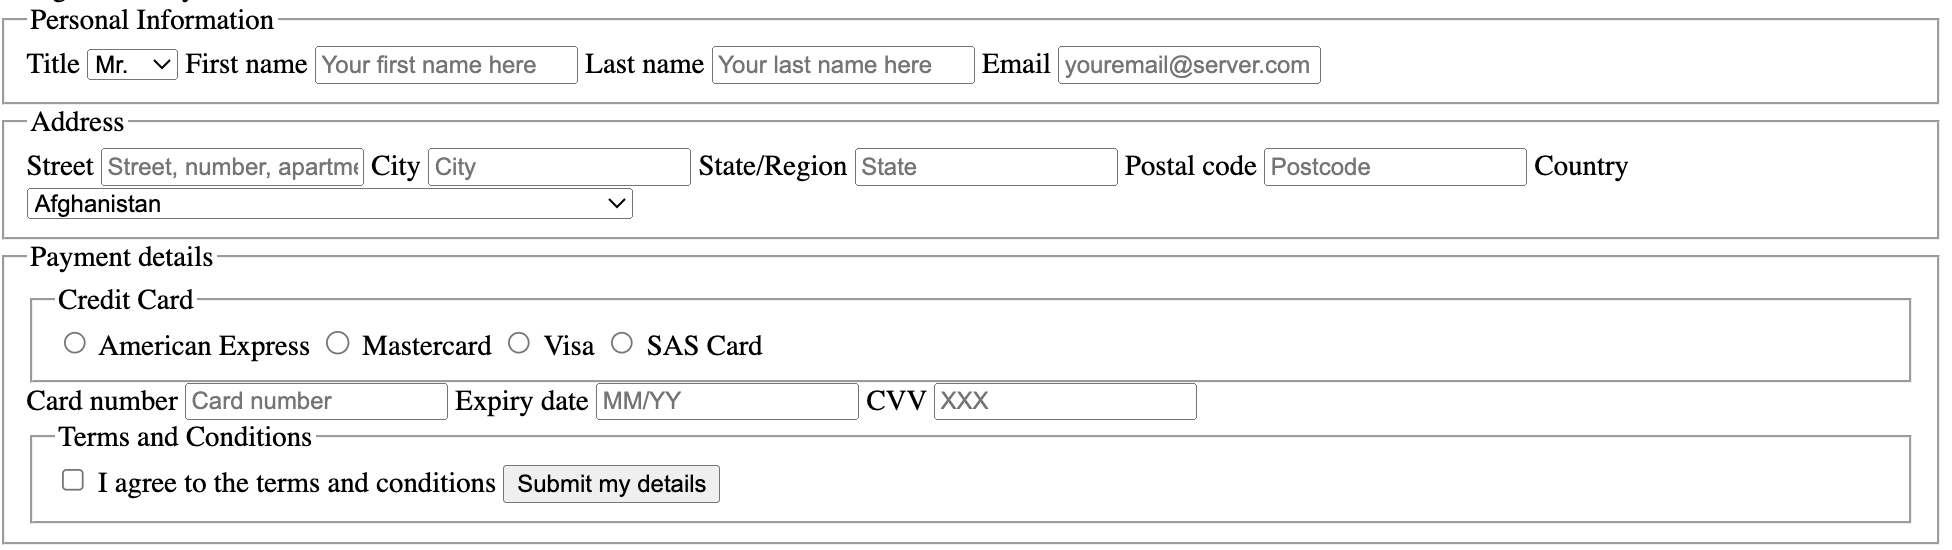 Personal Information
Title Mr. First name Your first name here Last name Your last name here Email youremail@server.com
Address
Street Street, number, apartme City City State/Region State Postal code Postcode Country
Afghanistan
Payment details
Credit Card
American Express Mastercard Visa SAS Card
Card number Card number Expiry date MM/YY CVV XXX
Terms and Conditions
I agree to the terms and conditions Submit my details